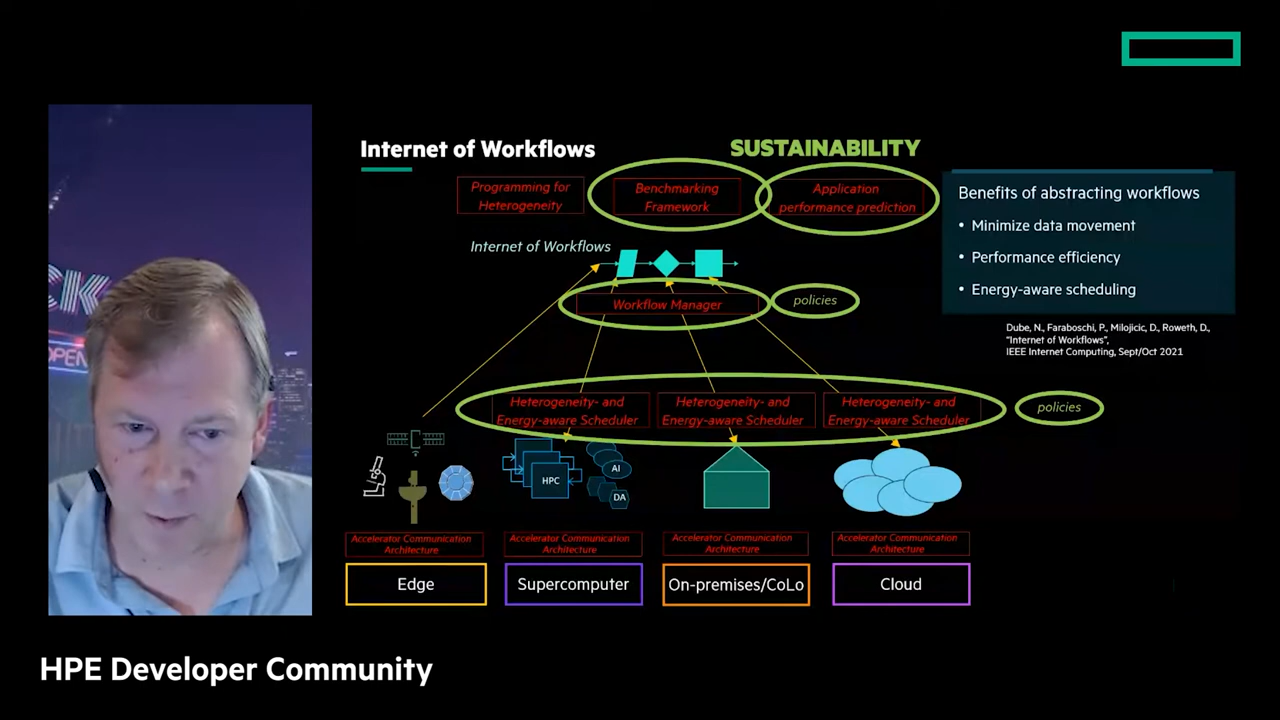 Internet of Workflows
SUSTAINABILITY
Programming for
Heterogeneity
Benchmarking
Framework
Application
performance prediction
Benefits of abstracting workflows
• Minimize data movement
• Performance efficiency
• Energy-aware scheduling
Internet of Workflows
Workflow Manager
policies
Dube, N., Faraboschi, P., Milojicic, D., Roweth, D.,
"Internet of Workflows",
IEEE Internet Computing, Sept/Oct 2021
CK
OPEN
Heterogeneity- and
Energy-aware Scheduler
Heterogeneity- and
Energy-aware Scheduler
Heterogeneity- and
Energy-aware Scheduler
policies
HPC
AI
DA
Accelerator Communication
Architecture
Accelerator Communication
Architecture
Accelerator Communication
Architecture
Accelerator Communication
Architecture
Edge
Supercomputer
On-premises/CoLo
Cloud
HPE Developer Community